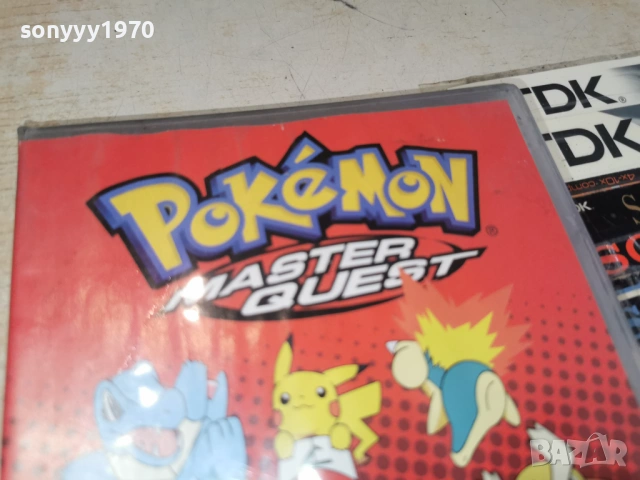 sonyyy1970
POKéMON®
MASTER
QUEST
TDK®
TDK
BAZAR